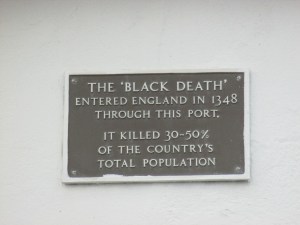 THE "BLACK DEATH"
ENTERED ENGLAND IN 1348
THROUGH THIS PORT.
IT KILLED 30-50%
OF THE COUNTRY'S
TOTAL POPULATION